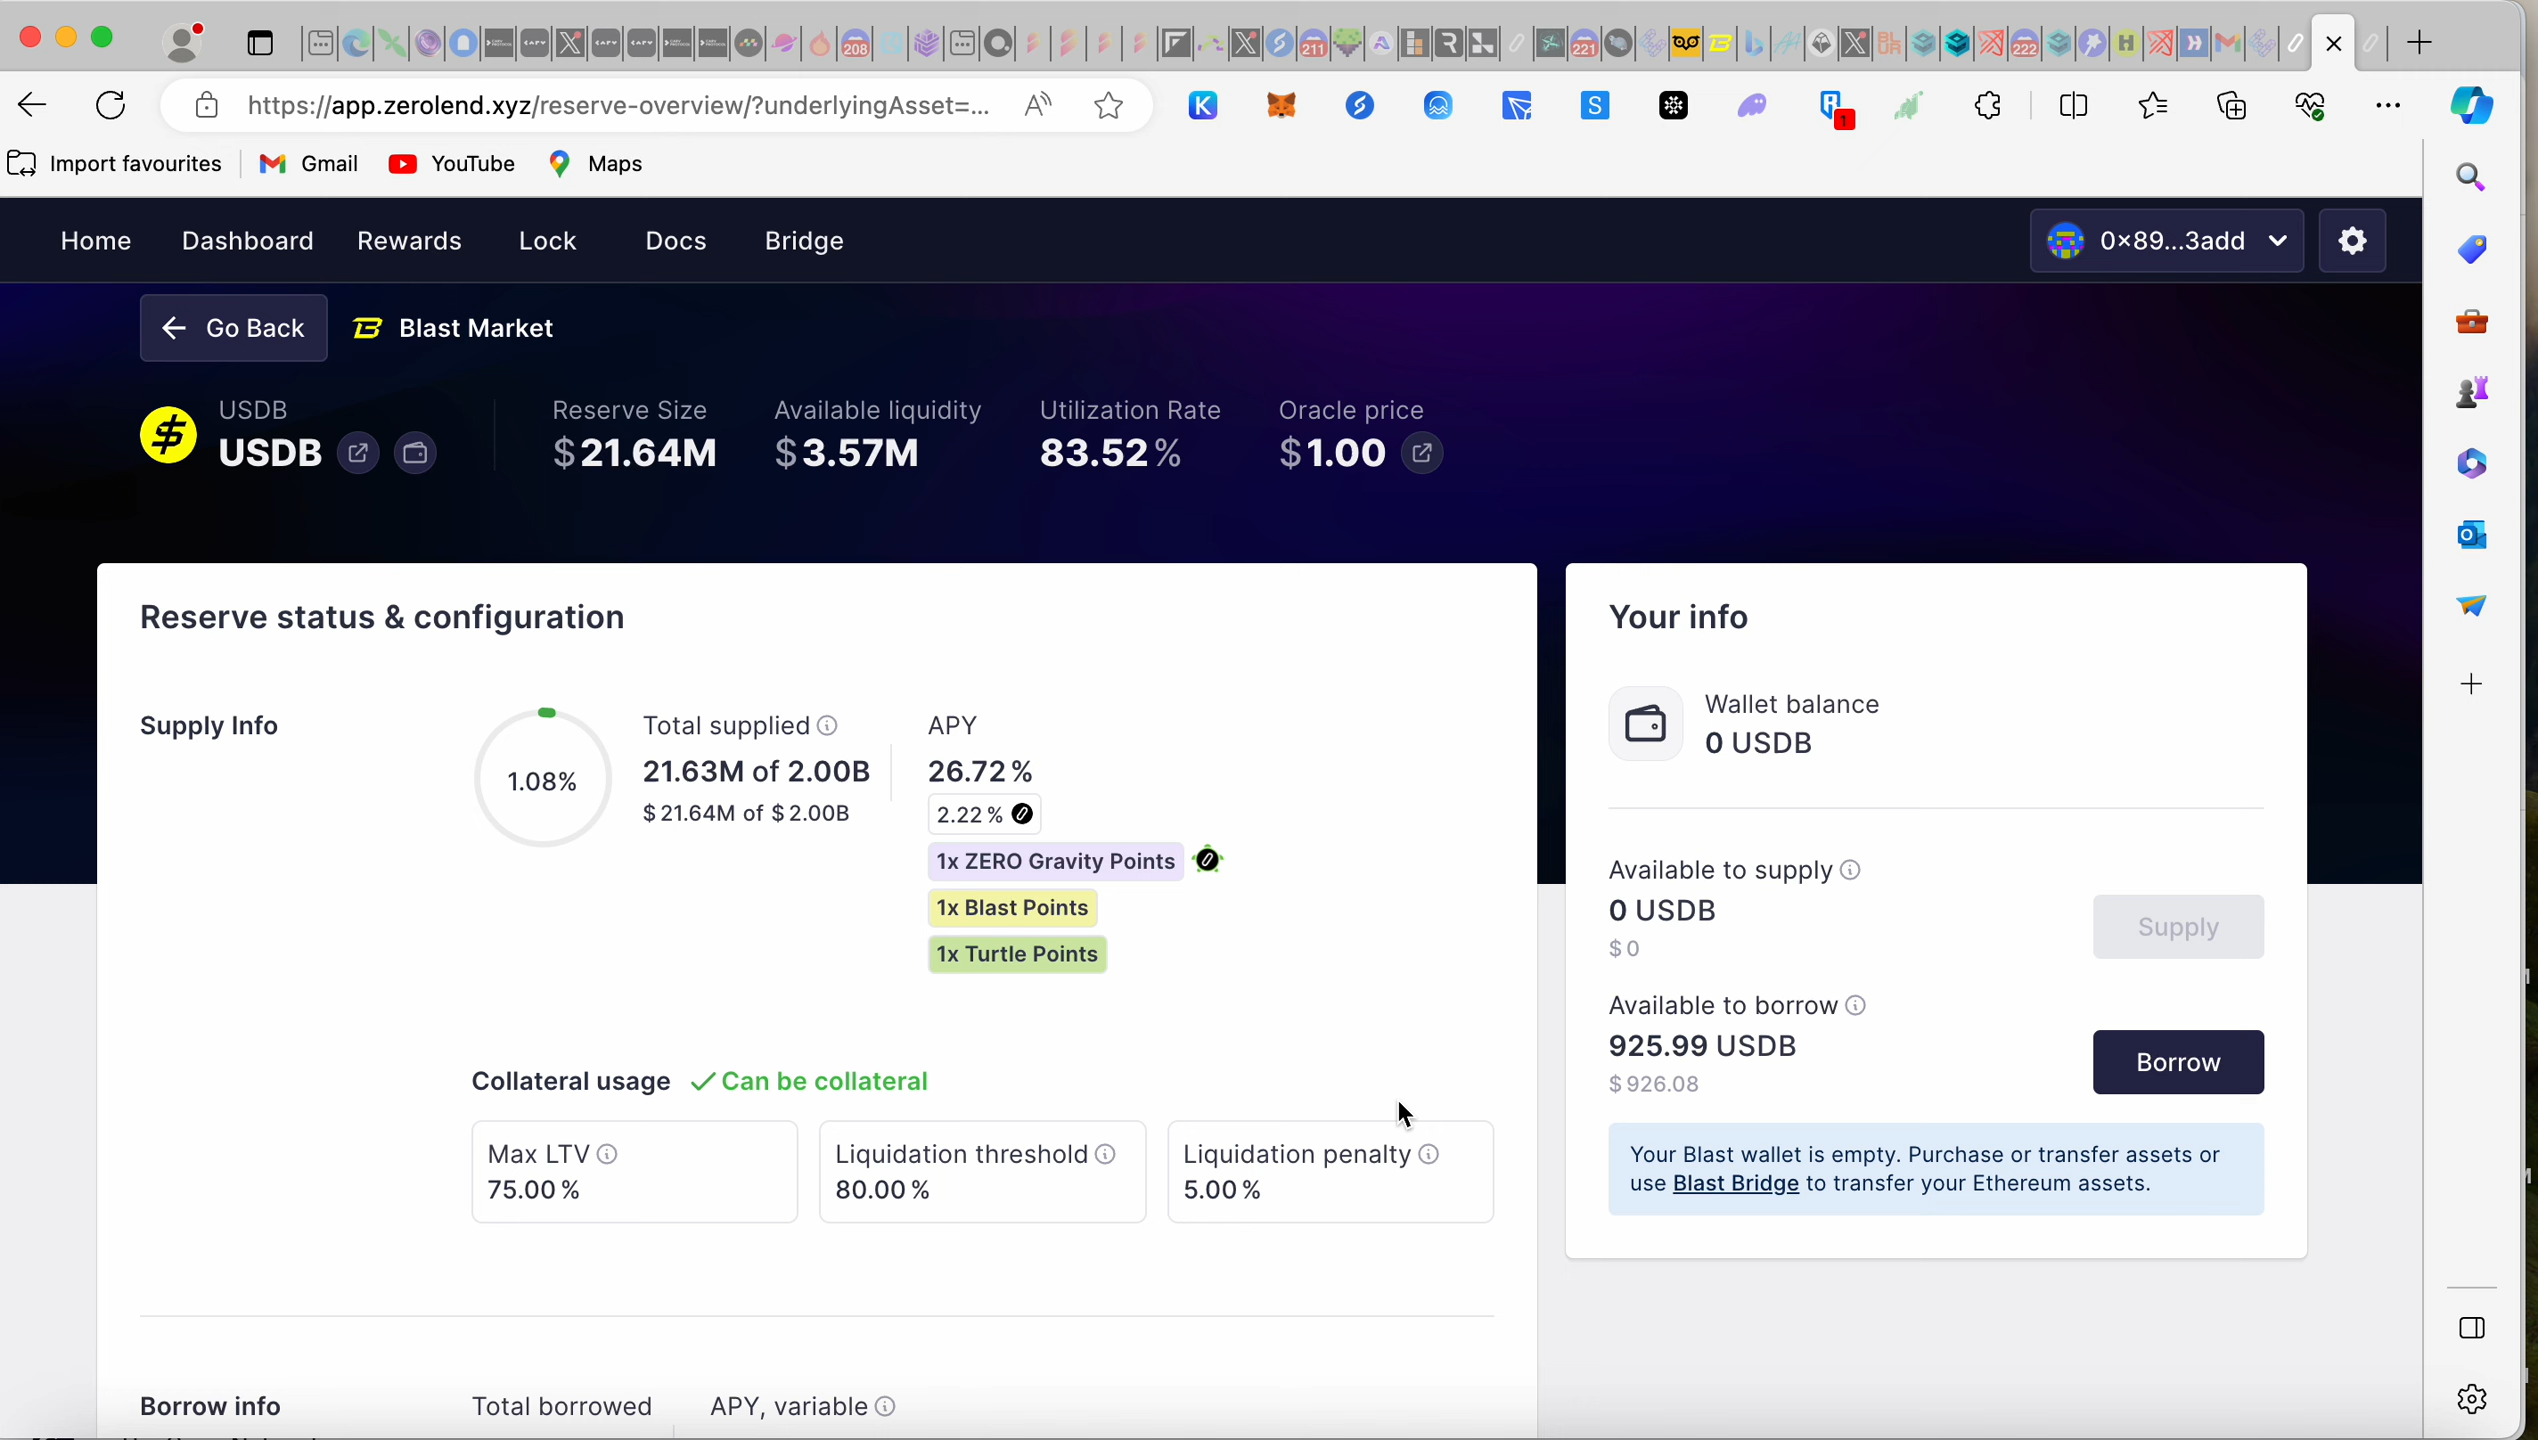 208
211
221
222
https://app.zerolend.xyz/reserve-overview/?underlyingAsset=...
1
Import favourites
Gmail
YouTube
Maps
Home
Dashboard
Rewards
Lock
Docs
Bridge
0×89...3add
Go Back
Blast Market
USDB
USDB
Reserve Size
$21.64M
Available liquidity
$3.57M
Utilization Rate
83.52%
Oracle price
$1.00
Reserve status & configuration
Supply Info
1.08%
Total supplied
21.63M of 2.00B
$21.64M of $2.00B
APY
26.72%
2.22%
1x ZERO Gravity Points
1x Blast Points
1x Turtle Points
Collateral usage
Can be collateral
Max LTV
75.00%
Liquidation threshold
80.00%
Liquidation penalty
5.00%
Borrow info
Total borrowed
APY, variable
Your info
Wallet balance
0 USDB
Available to supply
0 USDB
$0
Supply
Available to borrow
925.99 USDB
$926.08
Borrow
Your Blast wallet is empty. Purchase or transfer assets or
use Blast Bridge to transfer your Ethereum assets.